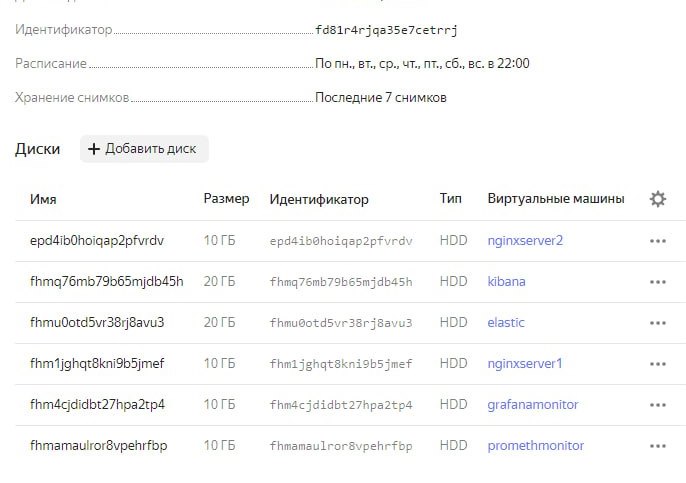 Идентификатор fd81r4rjqa35e7cetrrj
Расписание По пн., вт., ср., чт., пт., сб., вс. в 22:00
Хранение снимков Последние 7 снимков
Диски + Добавить диск
Имя Размер Идентификатор Тип Виртуальные машины
epd4ib0hoiqap2pfvrdv 10 ГБ epd4ib0hoiqap2pfvrdv HDD nginxserver2
fhmq76mb79b65mjdb45h 20 ГБ fhmq76mb79b65mjdb45h HDD kibana
fhmu0otd5vr38rj8avu3 20 ГБ fhmu0otd5vr38rj8avu3 HDD elastic
fhm1jghqt8kni9b5jmef 10 ГБ fhm1jghqt8kni9b5jmef HDD nginxserver1
fhm4cjdidbt27hpa2tp4 10 ГБ fhm4cjdidbt27hpa2tp4 HDD grafanamonitor
fhmamaulror8vpehrfbp 10 ГБ fhmamaulror8vpehrfbp HDD promethmonitor